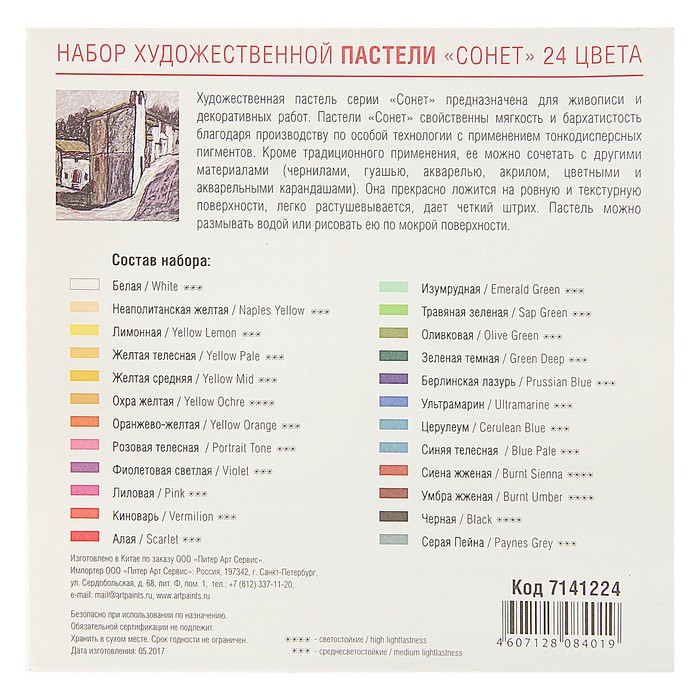 НАБОР ХУДОЖЕСТВЕННОЙ ПАСТЕЛИ «СОНЕТ» 24 ЦВЕТА
Художественная пастель серии «Сонет» предназначена для живописи и
декоративных работ. Пастели «Сонет» свойственны мягкость и бархатистость
благодаря производству по особой технологии с применением тонкодисперсных
пигментов. Кроме традиционного применения, ее можно сочетать с другими
материалами (чернилами, гуашью, акварелью, акрилом, цветными и
акварельными карандашами). Она прекрасно ложится на ровную и текстурную
поверхность, легко растушевывается, дает четкий штрих. Пастель можно
размывать водой или рисовать ею по мокрой поверхности.
Состав набора:
Белая / White ***
Неаполитанская желтая / Naples Yellow ***
Лимонная / Yellow Lemon ***
Желтая телесная / Yellow Pale ***
Желтая средняя / Yellow Mid ***
Охра желтая / Yellow Ochre ****
Оранжево-желтая / Yellow Orange ***
Розовая телесная / Portrait Tone ***
Фиолетовая светлая / Violet ***
Лиловая / Pink ***
Киноварь / Vermilion ***
Алая / Scarlet ***
Изумрудная / Emerald Green ***
Травяная зеленая / Sap Green ***
Оливковая / Olive Green ***
Зеленая темная / Green Deep ***
Берлинская лазурь / Prussian Blue ***
Ультрамарин / Ultramarine ***
Церулеум / Cerulean Blue ***
Синяя телесная / Blue Pale ***
Сиена жженая / Burnt Sienna ****
Умбра жженая / Burnt Umber ****
Черная / Black ****
Серая Пейна / Paynes Grey ***
Изготовлено в Китае по заказу ООО «Питер Арт Сервис».
Импортер ООО «Питер Арт Сервис»: Россия, 197342, г. Санкт-Петербург,
ул. Сердобольская, д. 68, лит. Ф, пом. 1, тел.: +7 (812) 337-11-20,
e-mail: mail@artpaints.ru, www.artpaints.ru
Безопасно при использовании по назначению.
Обязательной сертификации не подлежит.
Хранить в сухом месте. Срок годности не ограничен.
Дата изготовления: 05.2017
**** - светостойкие / high lightlastness
*** - среднесветостойкие / medium lightlastness
Код 7141224
4607128 084019